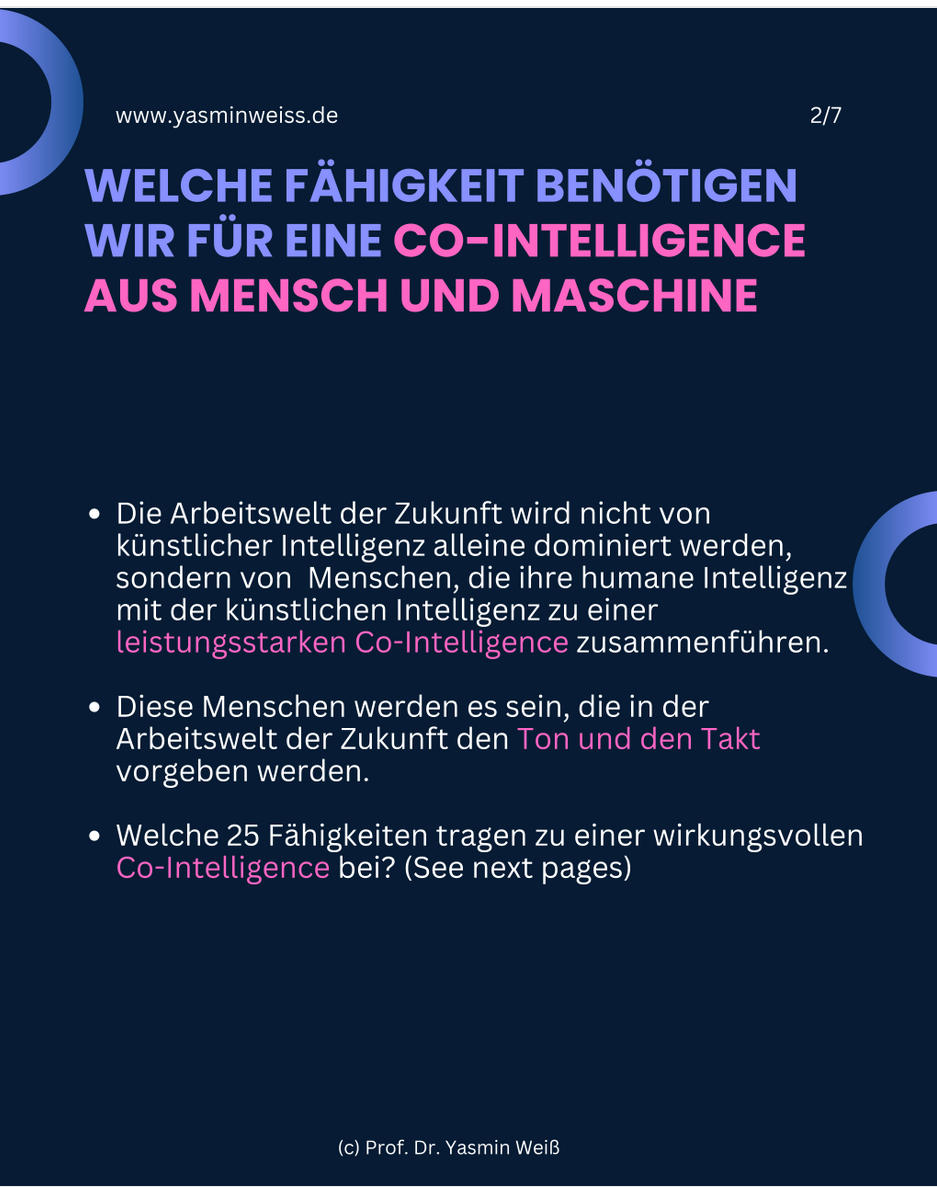 www.yasminweiss.de
2/7
WELCHE FÄHIGKEIT BENÖTIGEN
WIR FÜR EINE CO-INTELLIGENCE
AUS MENSCH UND MASCHINE
• Die Arbeitswelt der Zukunft wird nicht von
künstlicher Intelligenz alleine dominiert werden,
sondern von  Menschen, die ihre humane Intelligenz
mit der künstlichen Intelligenz zu einer
leistungsstarken Co-Intelligence zusammenführen.
• Diese Menschen werden es sein, die in der
Arbeitswelt der Zukunft den Ton und den Takt
vorgeben werden.
• Welche 25 Fähigkeiten tragen zu einer wirkungsvollen
Co-Intelligence bei? (See next pages)
(c) Prof. Dr. Yasmin Weiß